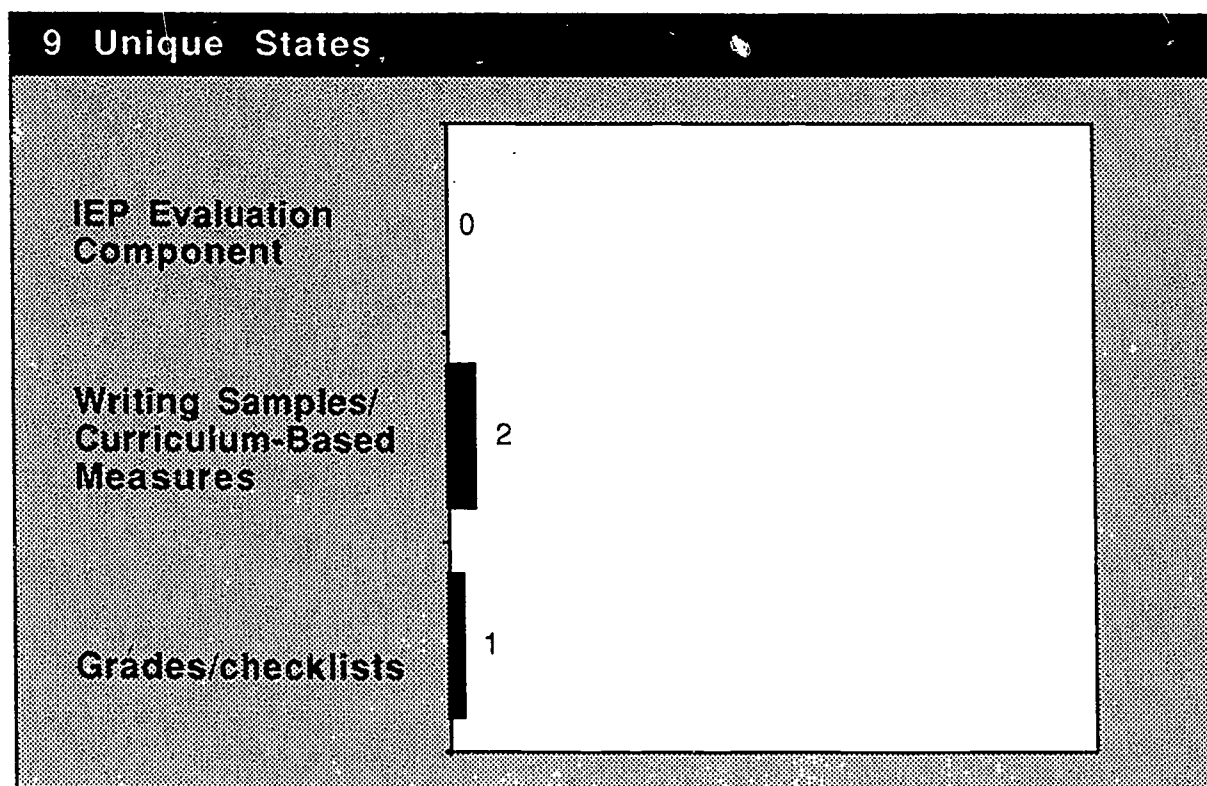 9 Unique States
IEP Evaluation
Component
0
Writing Samples/
Curriculum-Based
Measures
2
Grades/checklists
1